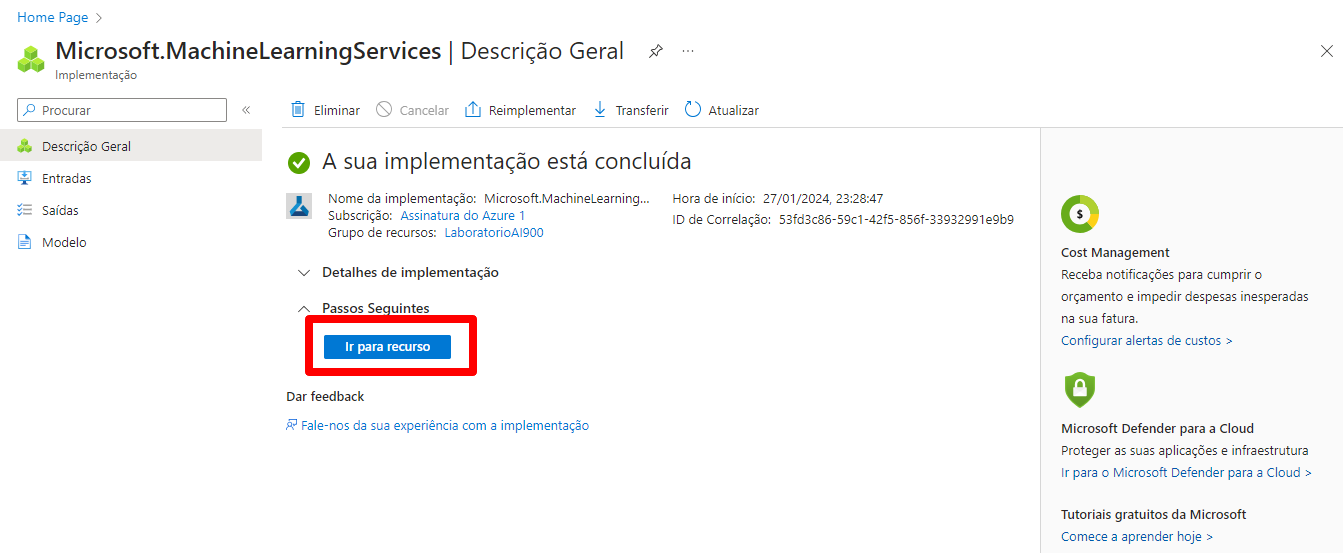 Home Page
Microsoft.MachineLearningServices | Descrição Geral
Implementação
Procurar
Descrição Geral
Entradas
Saídas
Modelo
Eliminar
Cancelar
Reimplementar
Transferir
Atualizar
A sua implementação está concluída
Nome da implementação: Microsoft.MachineLearning...
Subscrição: Assinatura do Azure 1
Grupo de recursos: LaboratorioAI900
Hora de início: 27/01/2024, 23:28:47
ID de Correlação: 53fd3c86-59c1-42f5-856f-33932991e9b9
Detalhes de implementação
Passos Seguintes
Ir para recurso
Dar feedback
Fale-nos da sua experiência com a implementação
Cost Management
Receba notificações para cumprir o
orçamento e impedir despesas inesperadas
na sua fatura.
Configurar alertas de custos >
Microsoft Defender para a Cloud
Proteger as suas aplicações e infraestrutura
Ir para o Microsoft Defender para a Cloud >
Tutoriais gratuitos da Microsoft
Comece a aprender hoje >